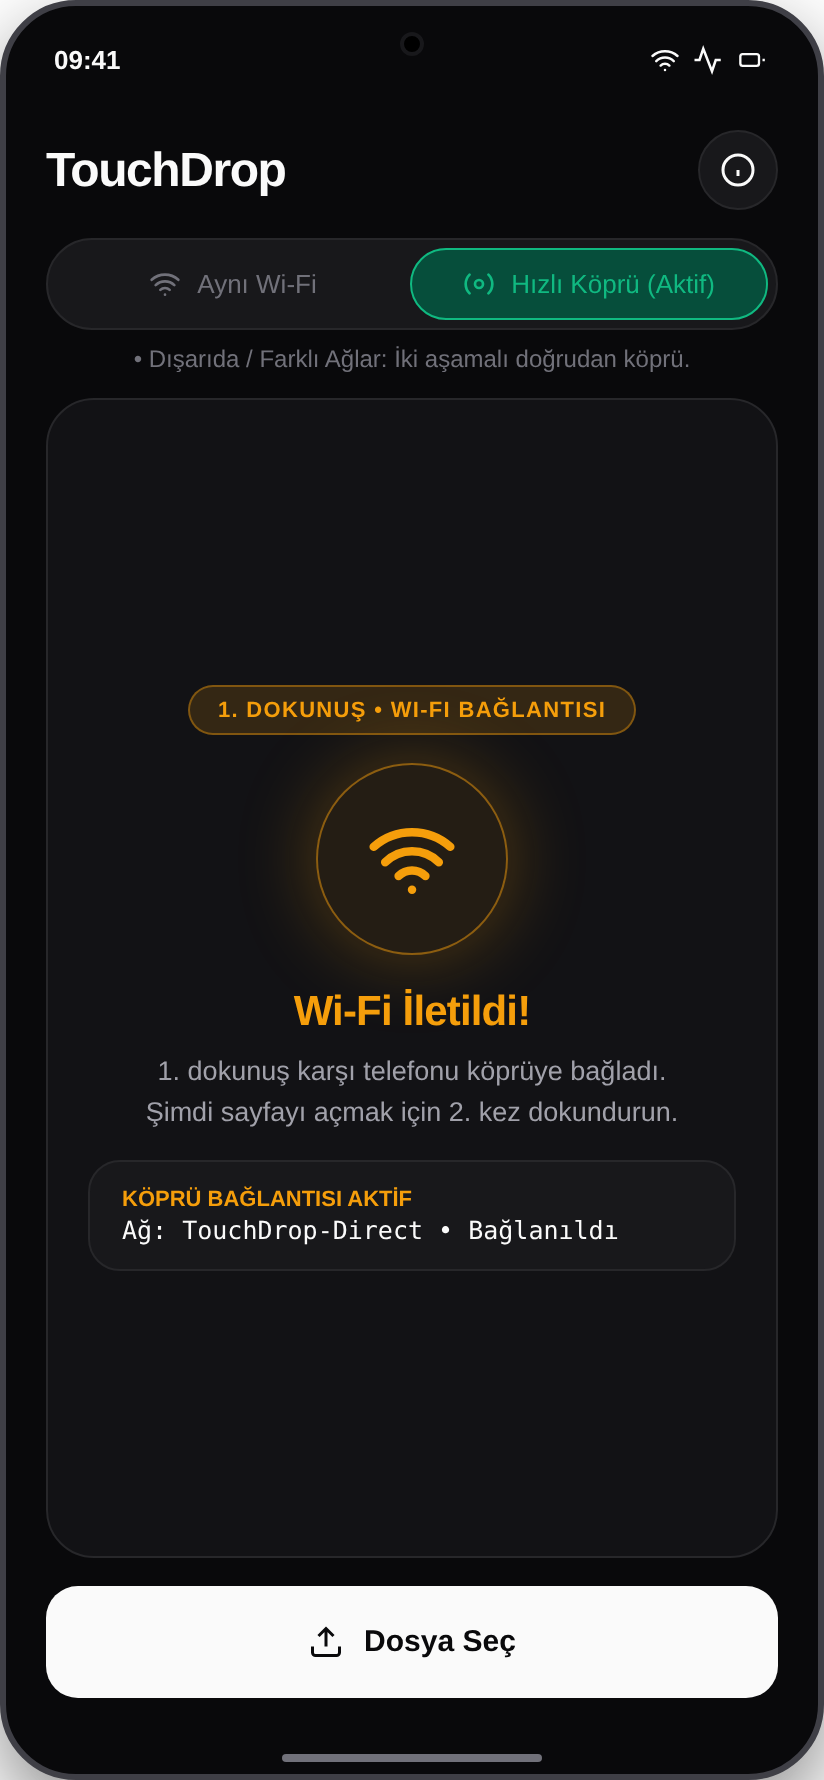 09:41
TouchDrop
Aynı Wi-Fi
Hızlı Köprü (Aktif)
• Dışarıda / Farklı Ağlar: İki aşamalı doğrudan köprü.
1. DOKUNUŞ • WI-FI BAĞLANTISI
Wi-Fi İletildi!
1. dokunuş karşı telefonu köprüye bağladı.
Şimdi sayfayı açmak için 2. kez dokundurun.
KÖPRÜ BAĞLANTISI AKTİF
Ağ: TouchDrop-Direct • Bağlanıldı
Dosya Seç